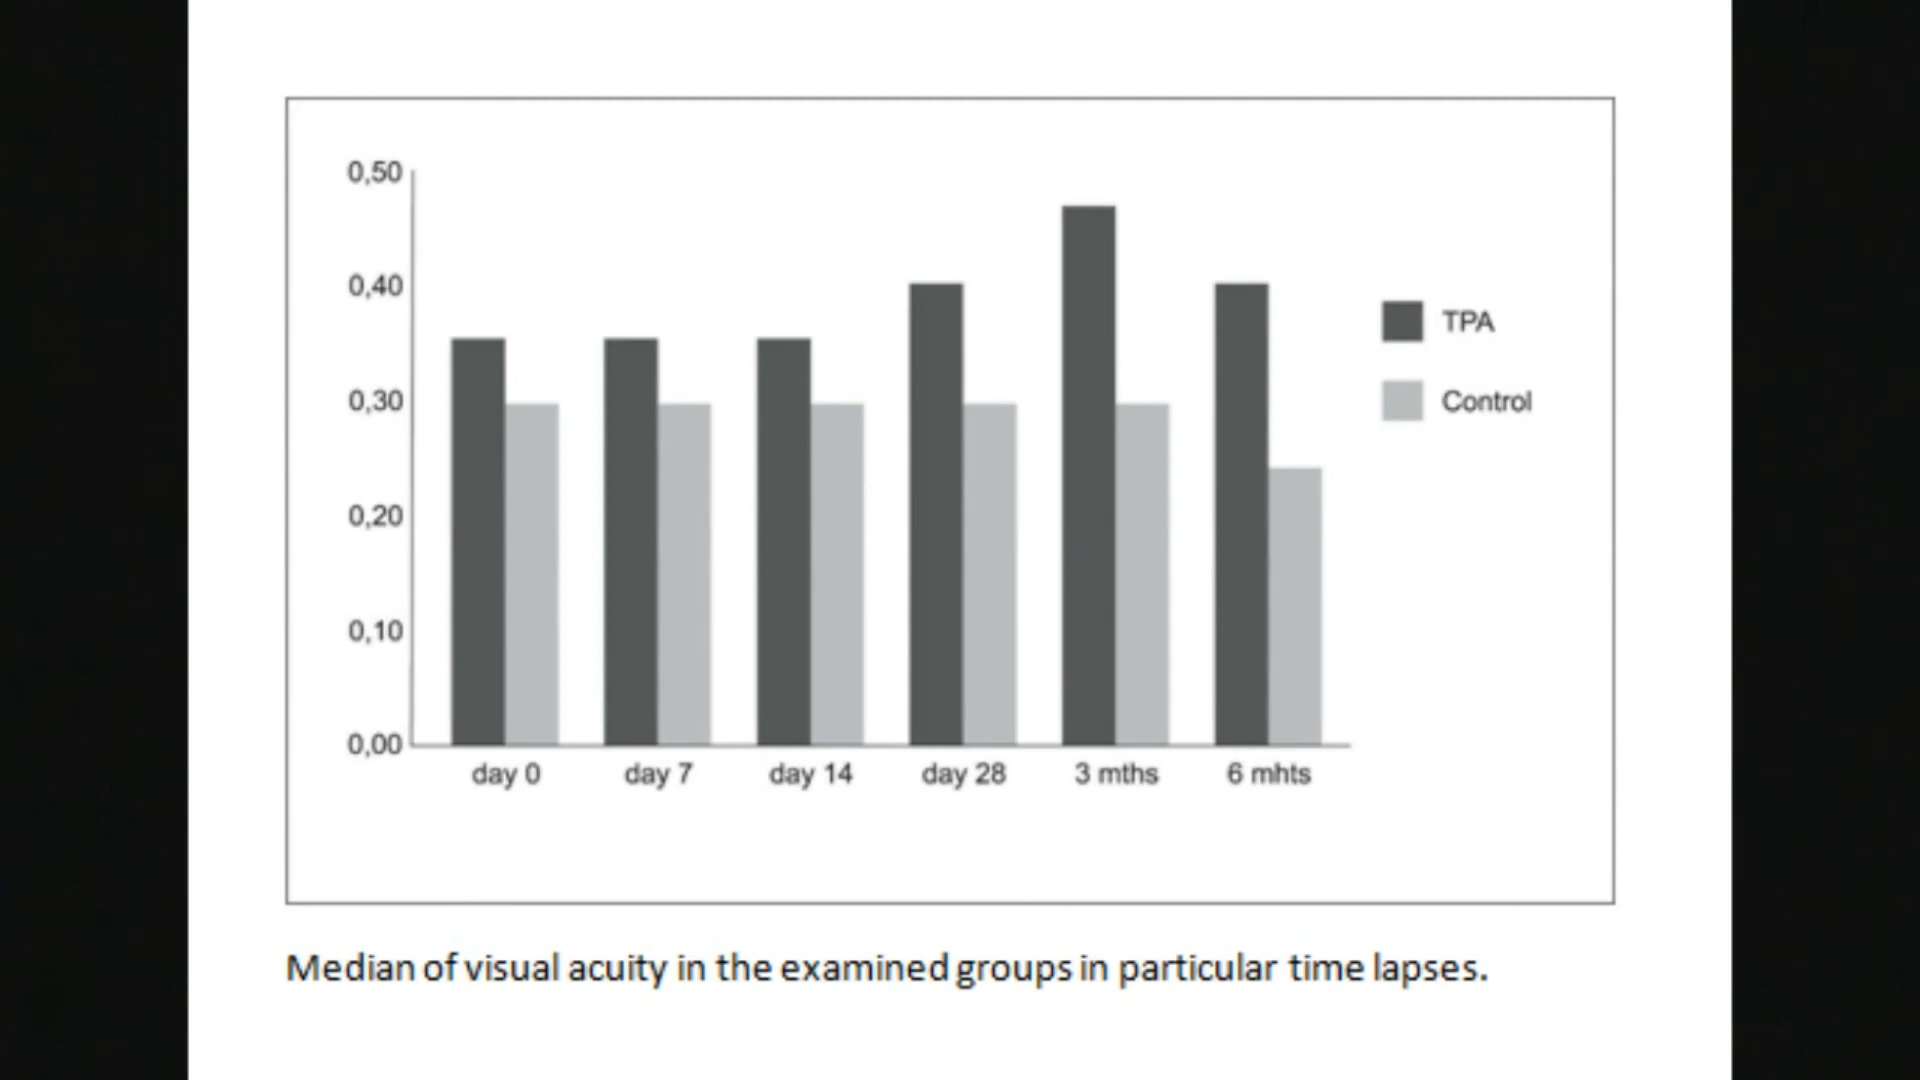 0,50
0,40
0,30
0,20
0,10
0,00
day 0 day 7 day 14 day 28 3 mths 6 mhts
TPA
Control
Median of visual acuity in the examined groups in particular time lapses.